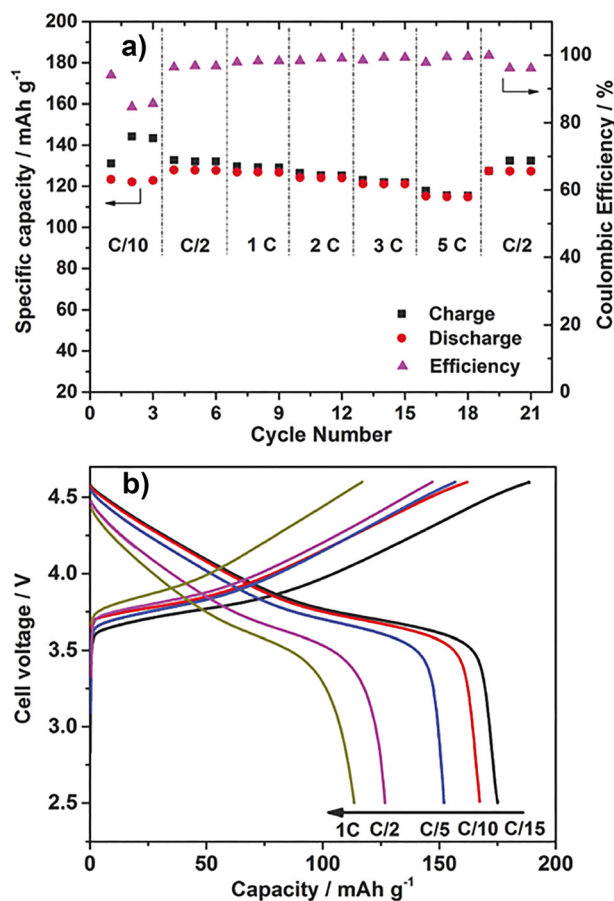 a)
200
180
160
140
120
100
80
60
40
20
Specific capacity / mAh g-1
100
80
60
40
20
0
Coulombic Efficiency / %
C/10 C/2 1 C 2 C 3 C 5 C C/2
Charge
Discharge
Efficiency
0 3 6 9 12 15 18 21
Cycle Number
b)
4.5
4.0
3.5
3.0
2.5
Cell voltage / V
1C C/2 C/5 C/10 C/15
0 50 100 150 200
Capacity / mAh g-1